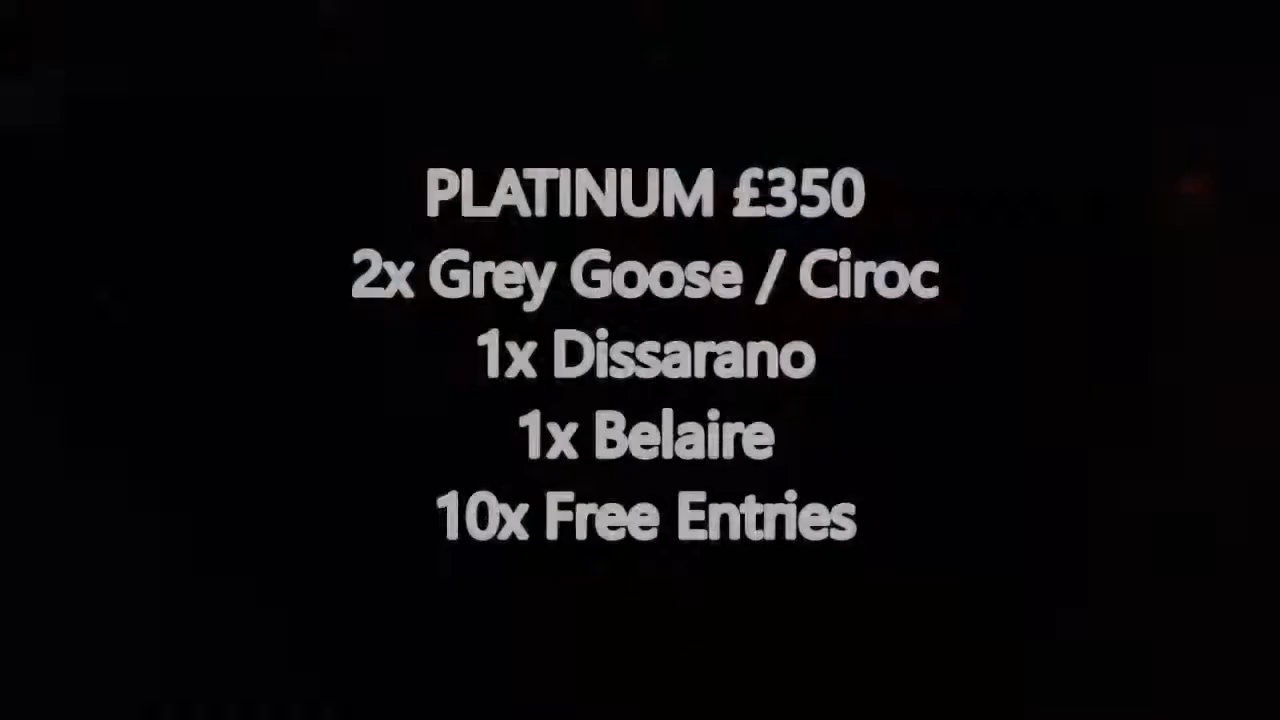 PLATINUM £350
2x Grey Goose / Ciroc
1x Dissarano
1x Belaire
10x Free Entries